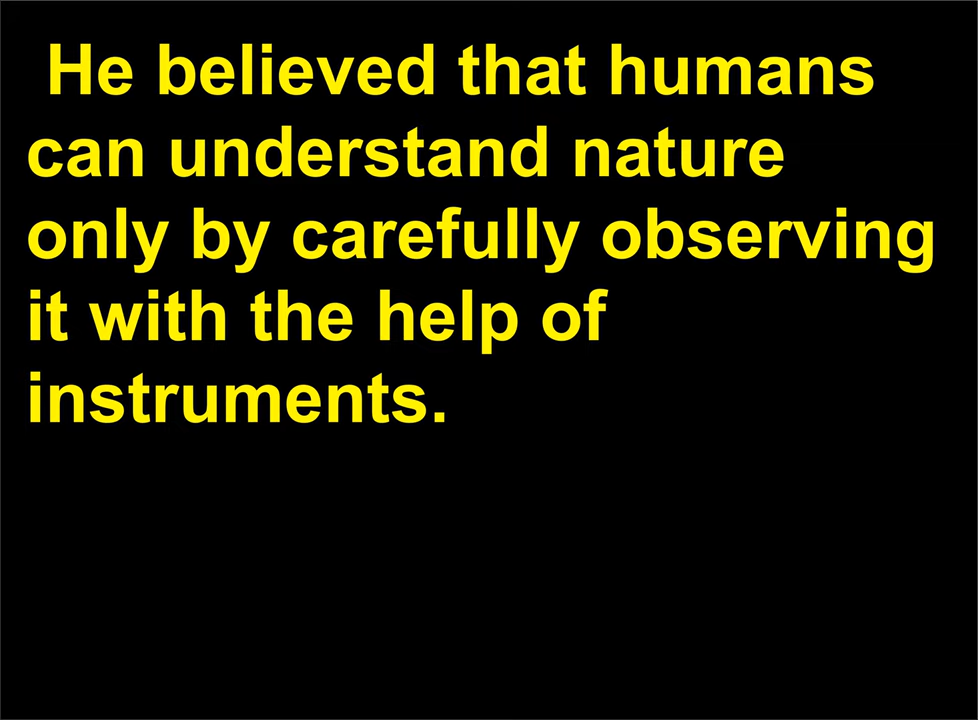 He believed that humans
can understand nature
only by carefully observing
it with the help of
instruments.